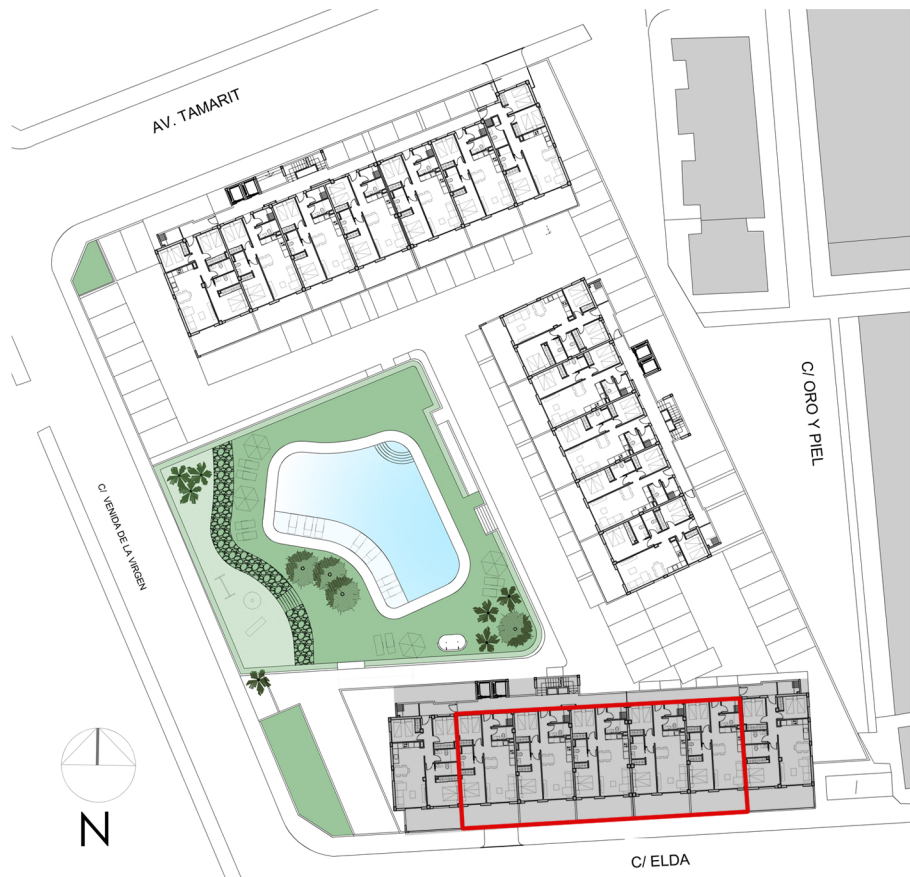 AV. TAMARIT
C/ ORO Y PIEL
C/ VENIDA DE LA VIRGEN
N
C/ ELDA